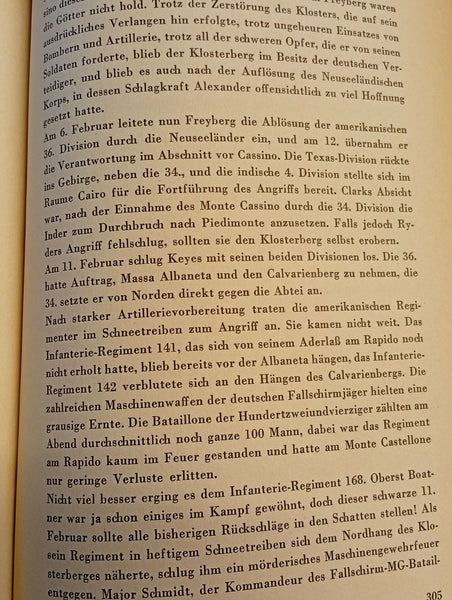 sino diese Freyberg waren
die Götter nicht hold. Trotz der Zerstörung des Klosters, die auf sein
ausdrückliches Verlangen hin erfolgte, trotz ungeheuren Einsatzes von
Bombern und Artillerie, trotz all der schweren Opfer, die er von seinen
Soldaten forderte, blieb der Klosterberg im Besitz der deutschen Ver-
teidiger, und blieb es auch nach der Auflösung des Neuseeländischen
Korps, in dessen Schlagkraft Alexander offensichtlich zu viel Hoffnung
gesetzt hatte.
Am 6. Februar leitete nun Freyberg die Ablösung der amerikanischen
36. Division durch die Neuseeländer ein, und am 12. übernahm er
die Verantwortung im Abschnitt vor Cassino. Die Texas-Division rückte
ins Gebirge, neben die 34., und die indische 4. Division stellte sich im
Raume Cairo für die Fortführung des Angriffs bereit. Clarks Absicht
war, nach der Einnahme des Monte Cassino durch die 34. Division die
Inder zum Durchbruch nach Piedimonte anzusetzen. Falls jedoch Ry-
ders Angriff fehlschlug, sollten sie den Klosterberg selbst erobern.
Am 11. Februar schlug Keyes mit seinen beiden Divisionen los. Die 36.
hatte Auftrag, Massa Albaneta und den Calvarienberg zu nehmen, die
34. setzte er von Norden direkt gegen die Abtei an.
Nach starker Artillerievorbereitung traten die amerikanischen Regi-
menter im Schneetreiben zum Angriff an. Sie kamen nicht weit. Das
Infanterie-Regiment 141, das sich von seinem Aderlaß am Rapido noch
nicht erholt hatte, blieb bereits vor der Albaneta hängen, das Infanterie-
Regiment 142 verblutete sich an den Hängen des Calvarienbergs. Die
zahlreichen Maschinenwaffen der deutschen Fallschirmjäger hielten eine
grausige Ernte. Die Bataillone der Hundertzweiundvierziger zählten am
Abend durchschnittlich noch ganze 100 Mann, dabei war das Regiment
am Rapido kaum im Feuer gestanden und hatte am Monte Castellone
nur geringe Verluste erlitten.
Nicht viel besser erging es dem Infanterie-Regiment 168. Oberst Boat-
ner war ja schon einiges im Kampf gewöhnt, doch dieser schwarze 11.
Februar sollte alle bisherigen Rückschläge in den Schatten stellen! Als
sein Regiment in heftigem Schneetreiben sich dem Nordhang des Klo-
sterberges näherte, schlug ihm ein mörderisches Maschinengewehrfeuer
entgegen. Major Schmidt, der Kommandeur des Fallschirm-MG-Batail-
305